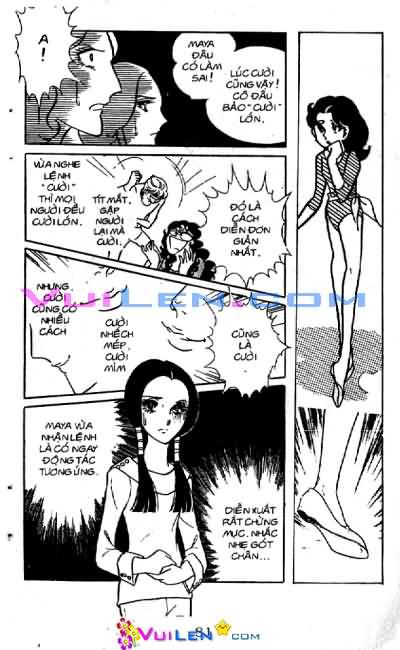 A!
MAYA
ĐÂU
CÓ LÀM
SAI!
LÚC CƯỜI
CŨNG VẬY!
CÔ ĐÂU
BẢO "CƯỜI"
LỚN.
VỪA NGHE
LỆNH
"CƯỜI"
THÌ MỌI
NGƯỜI ĐỀU
CƯỜI LỚN.
TÍT MẮT,
GẬP
NGƯỜI
LẠI MÀ
CƯỜI.
ĐÓ LÀ
CÁCH
DIỄN ĐƠN
GIẢN
NHẤT.
NHƯNG
CƯỜI
CŨNG CÓ
NHIỀU
CÁCH
CƯỜI
NHẾCH
MÉP,
CƯỜI
MỈM
CŨNG
LÀ
CƯỜI.
VUILEN.COM
MAYA VỪA
NHẬN LỆNH
LÀ CÓ NGAY
ĐỘNG TÁC
TƯƠNG ỨNG.
DIỄN XUẤT
RẤT CHỪNG
MỰC. NHẤC
NHẸ GÓT
CHÂN...
81
VUILEN.COM